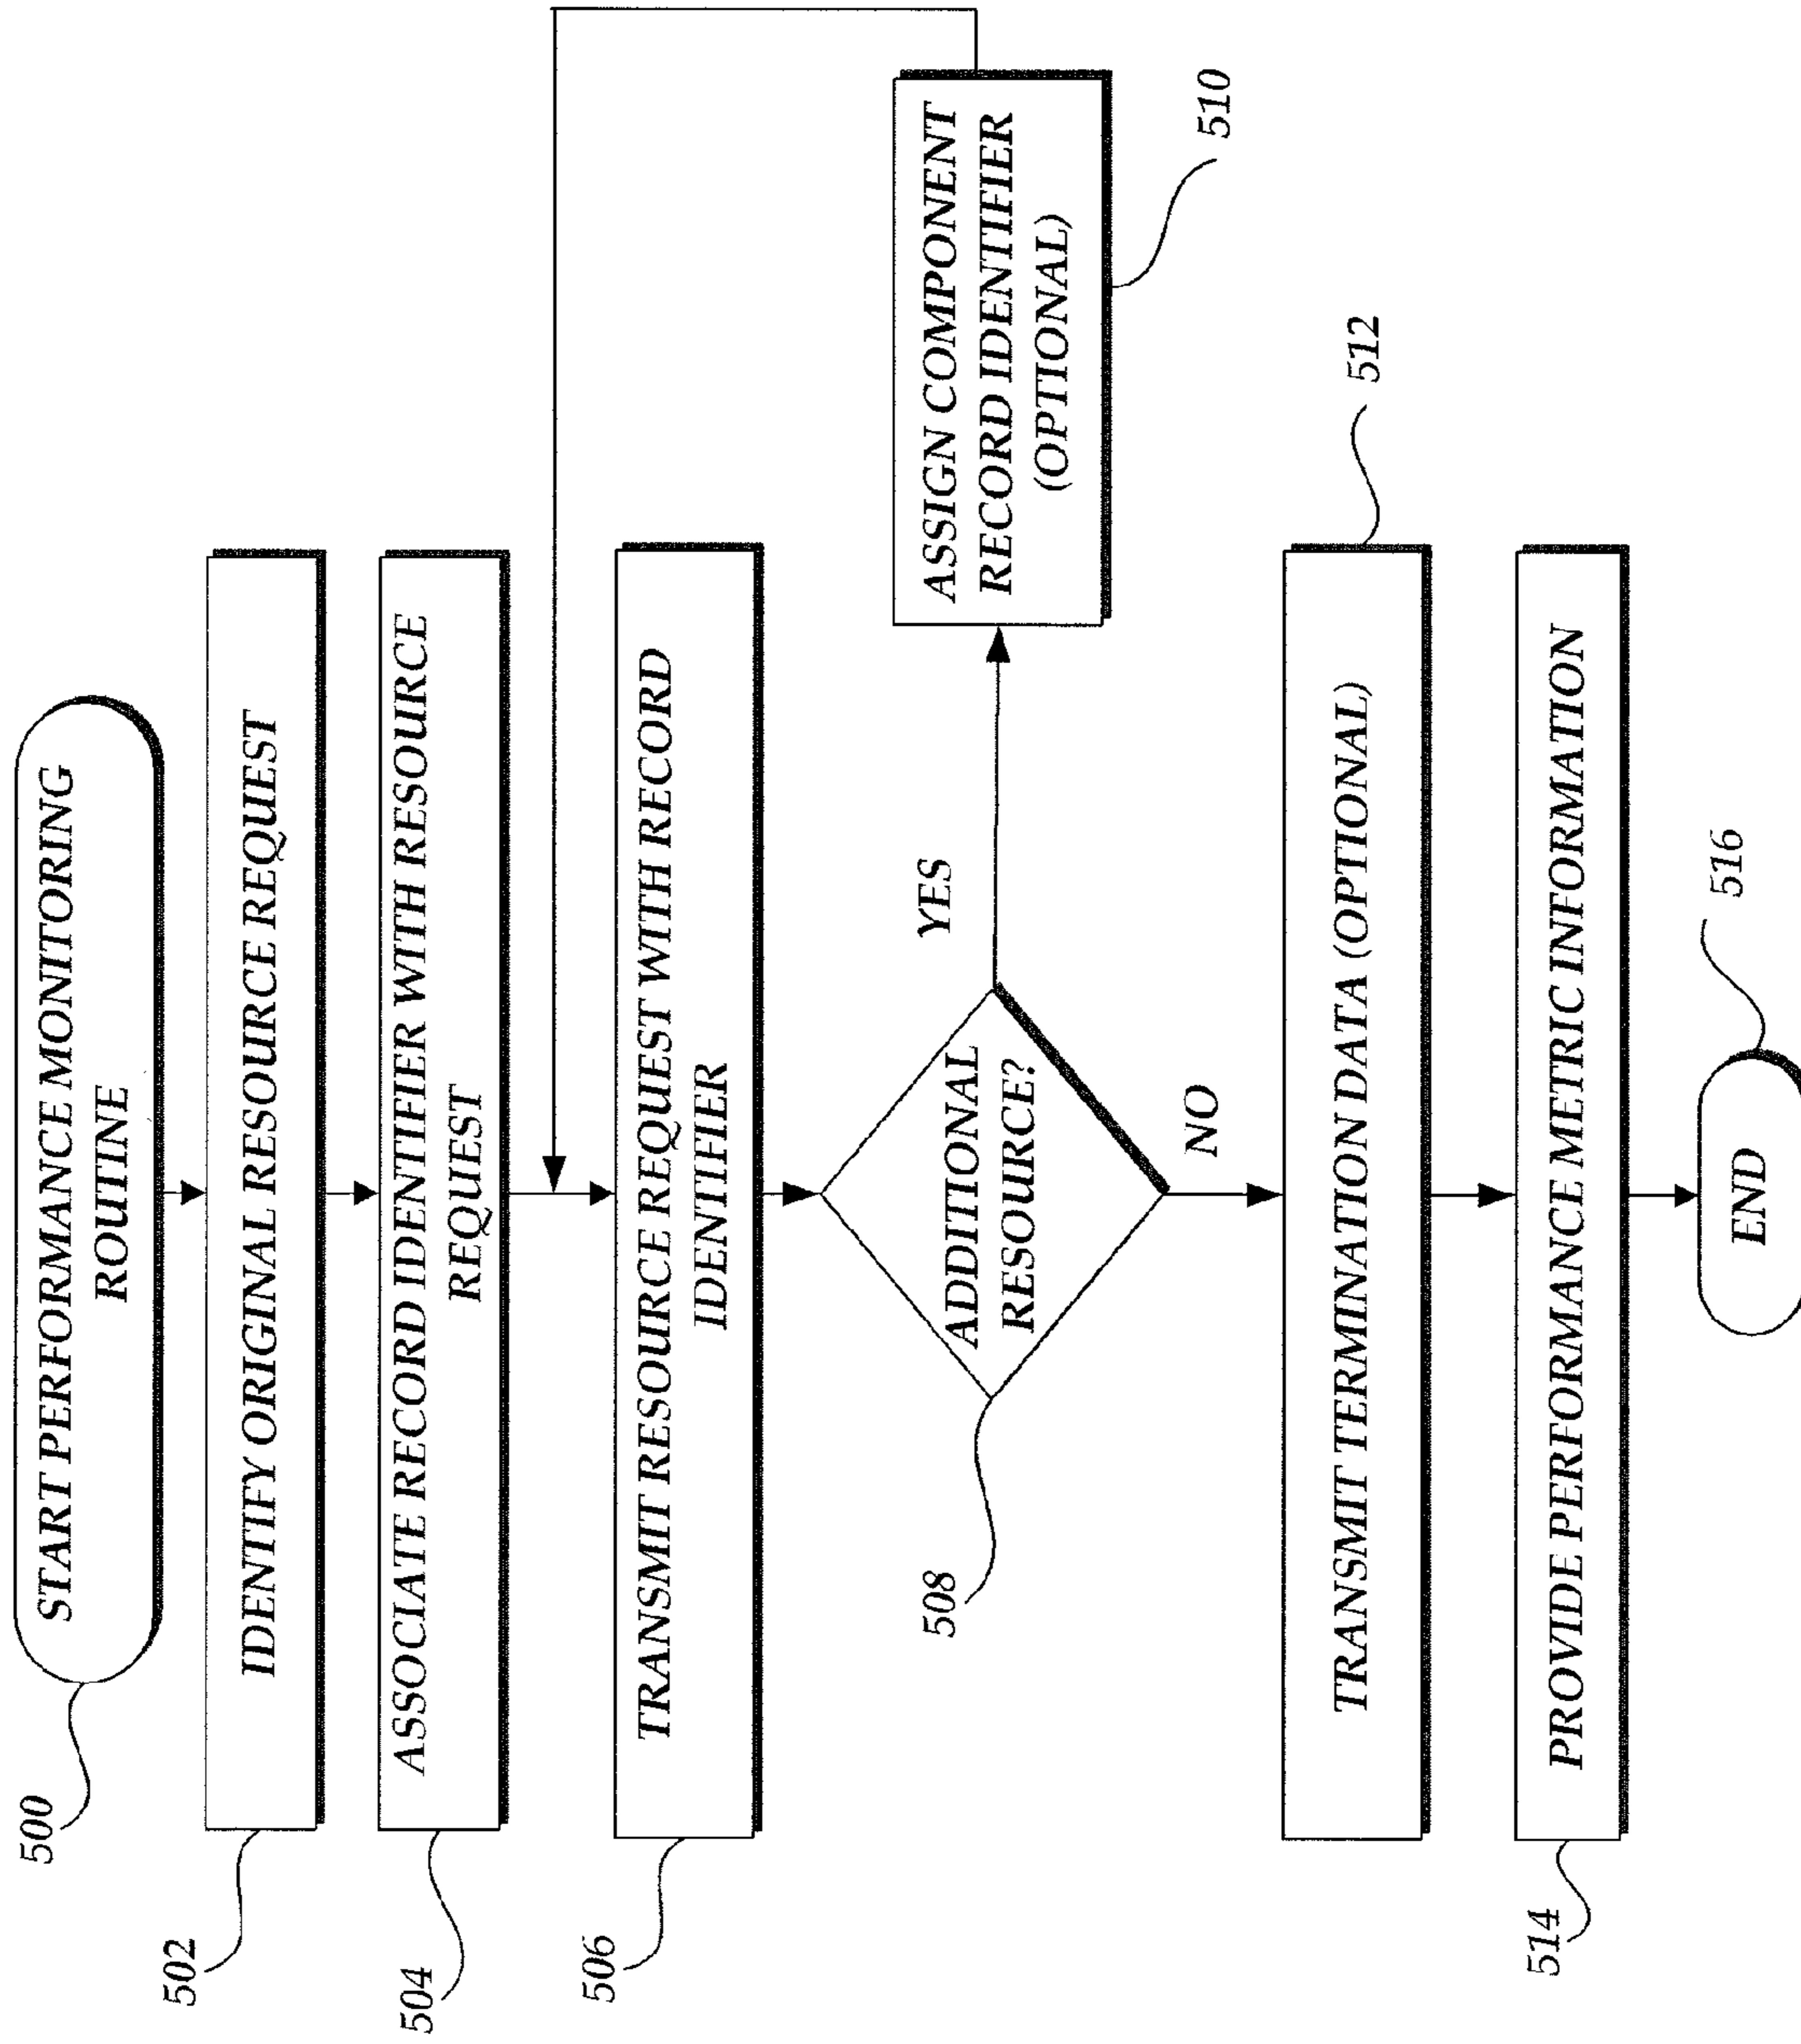 500
START PERFORMANCE MONITORING
ROUTINE
502
IDENTIFY ORIGINAL RESOURCE REQUEST
504
ASSOCIATE RECORD IDENTIFIER WITH RESOURCE
REQUEST
506
TRANSMIT RESOURCE REQUEST WITH RECORD
IDENTIFIER
508
ADDITIONAL
RESOURCE?
YES
ASSIGN COMPONENT
RECORD IDENTIFIER
(OPTIONAL)
510
NO
512
TRANSMIT TERMINATION DATA (OPTIONAL)
514
PROVIDE PERFORMANCE METRIC INFORMATION
516
END